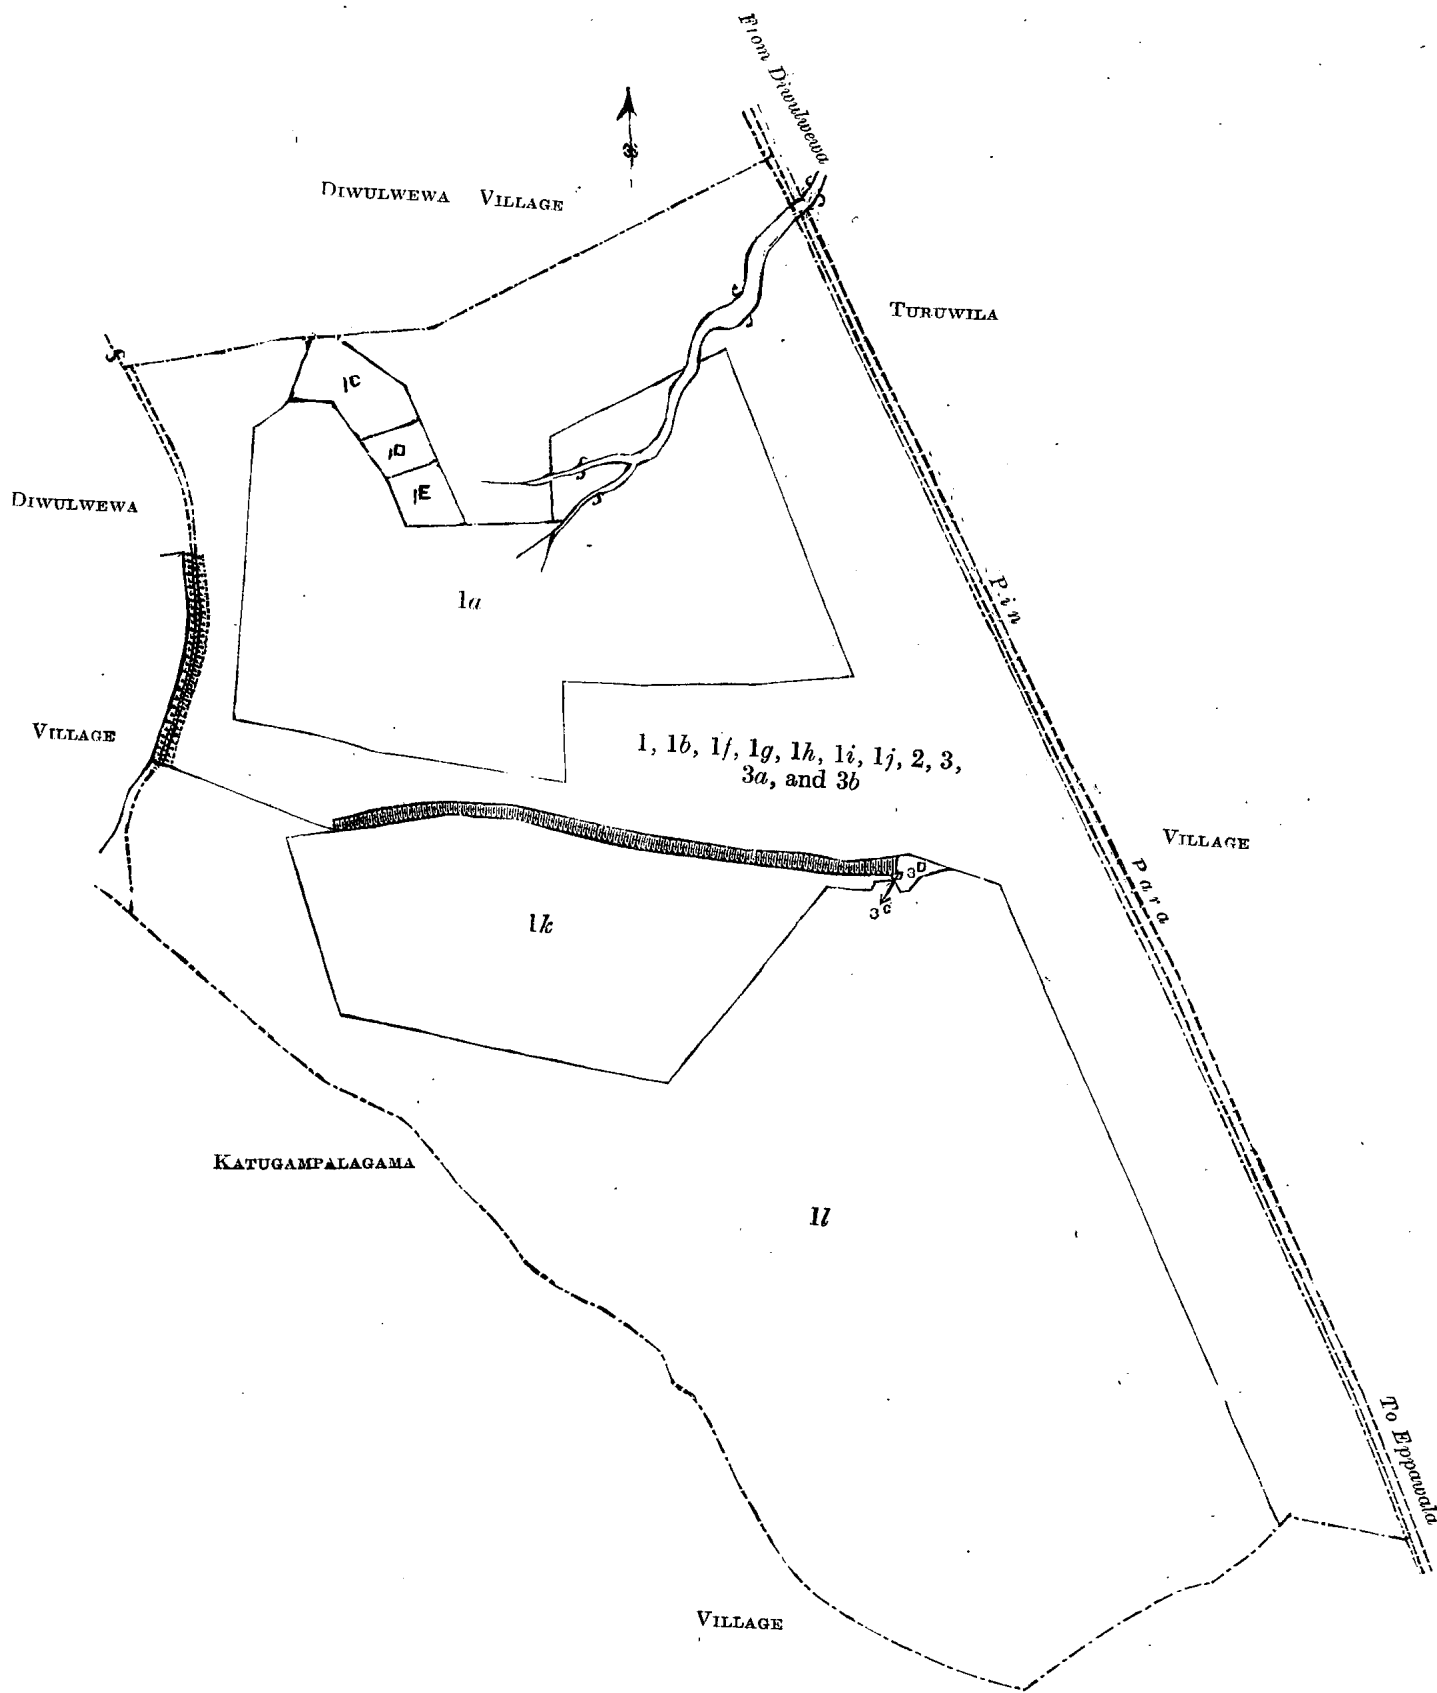 From Diwulwewa
DIWULWEWA VILLAGE
TURUWILA
1C
1D
1E
DIWULWEWA
1a
Pin
VILLAGE
1, 1b, 1f, 1g, 1h, 1i, 1j, 2, 3,
3a, and 3b
VILLAGE
3D
3C
Para
1k
KATUGAMPALAGAMA
1l
To Eppawala
VILLAGE